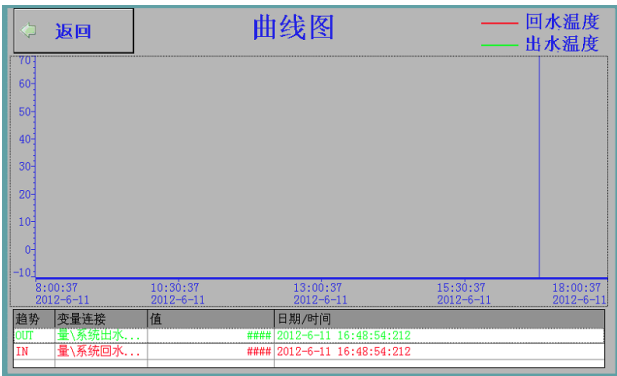 返回
曲线图
回水温度
出水温度
70
60
50
40
30
20
10
0
-10
8:00:37 10:30:37 13:00:37 15:30:37 18:00:37
2012-6-11 2012-6-11 2012-6-11 2012-6-11 2012-6-11
趋势 变量连接 值 日期/时间
OUT 量\系统出水... #### 2012-6-11 16:48:54:212
IN 量\系统回水... #### 2012-6-11 16:48:54:212